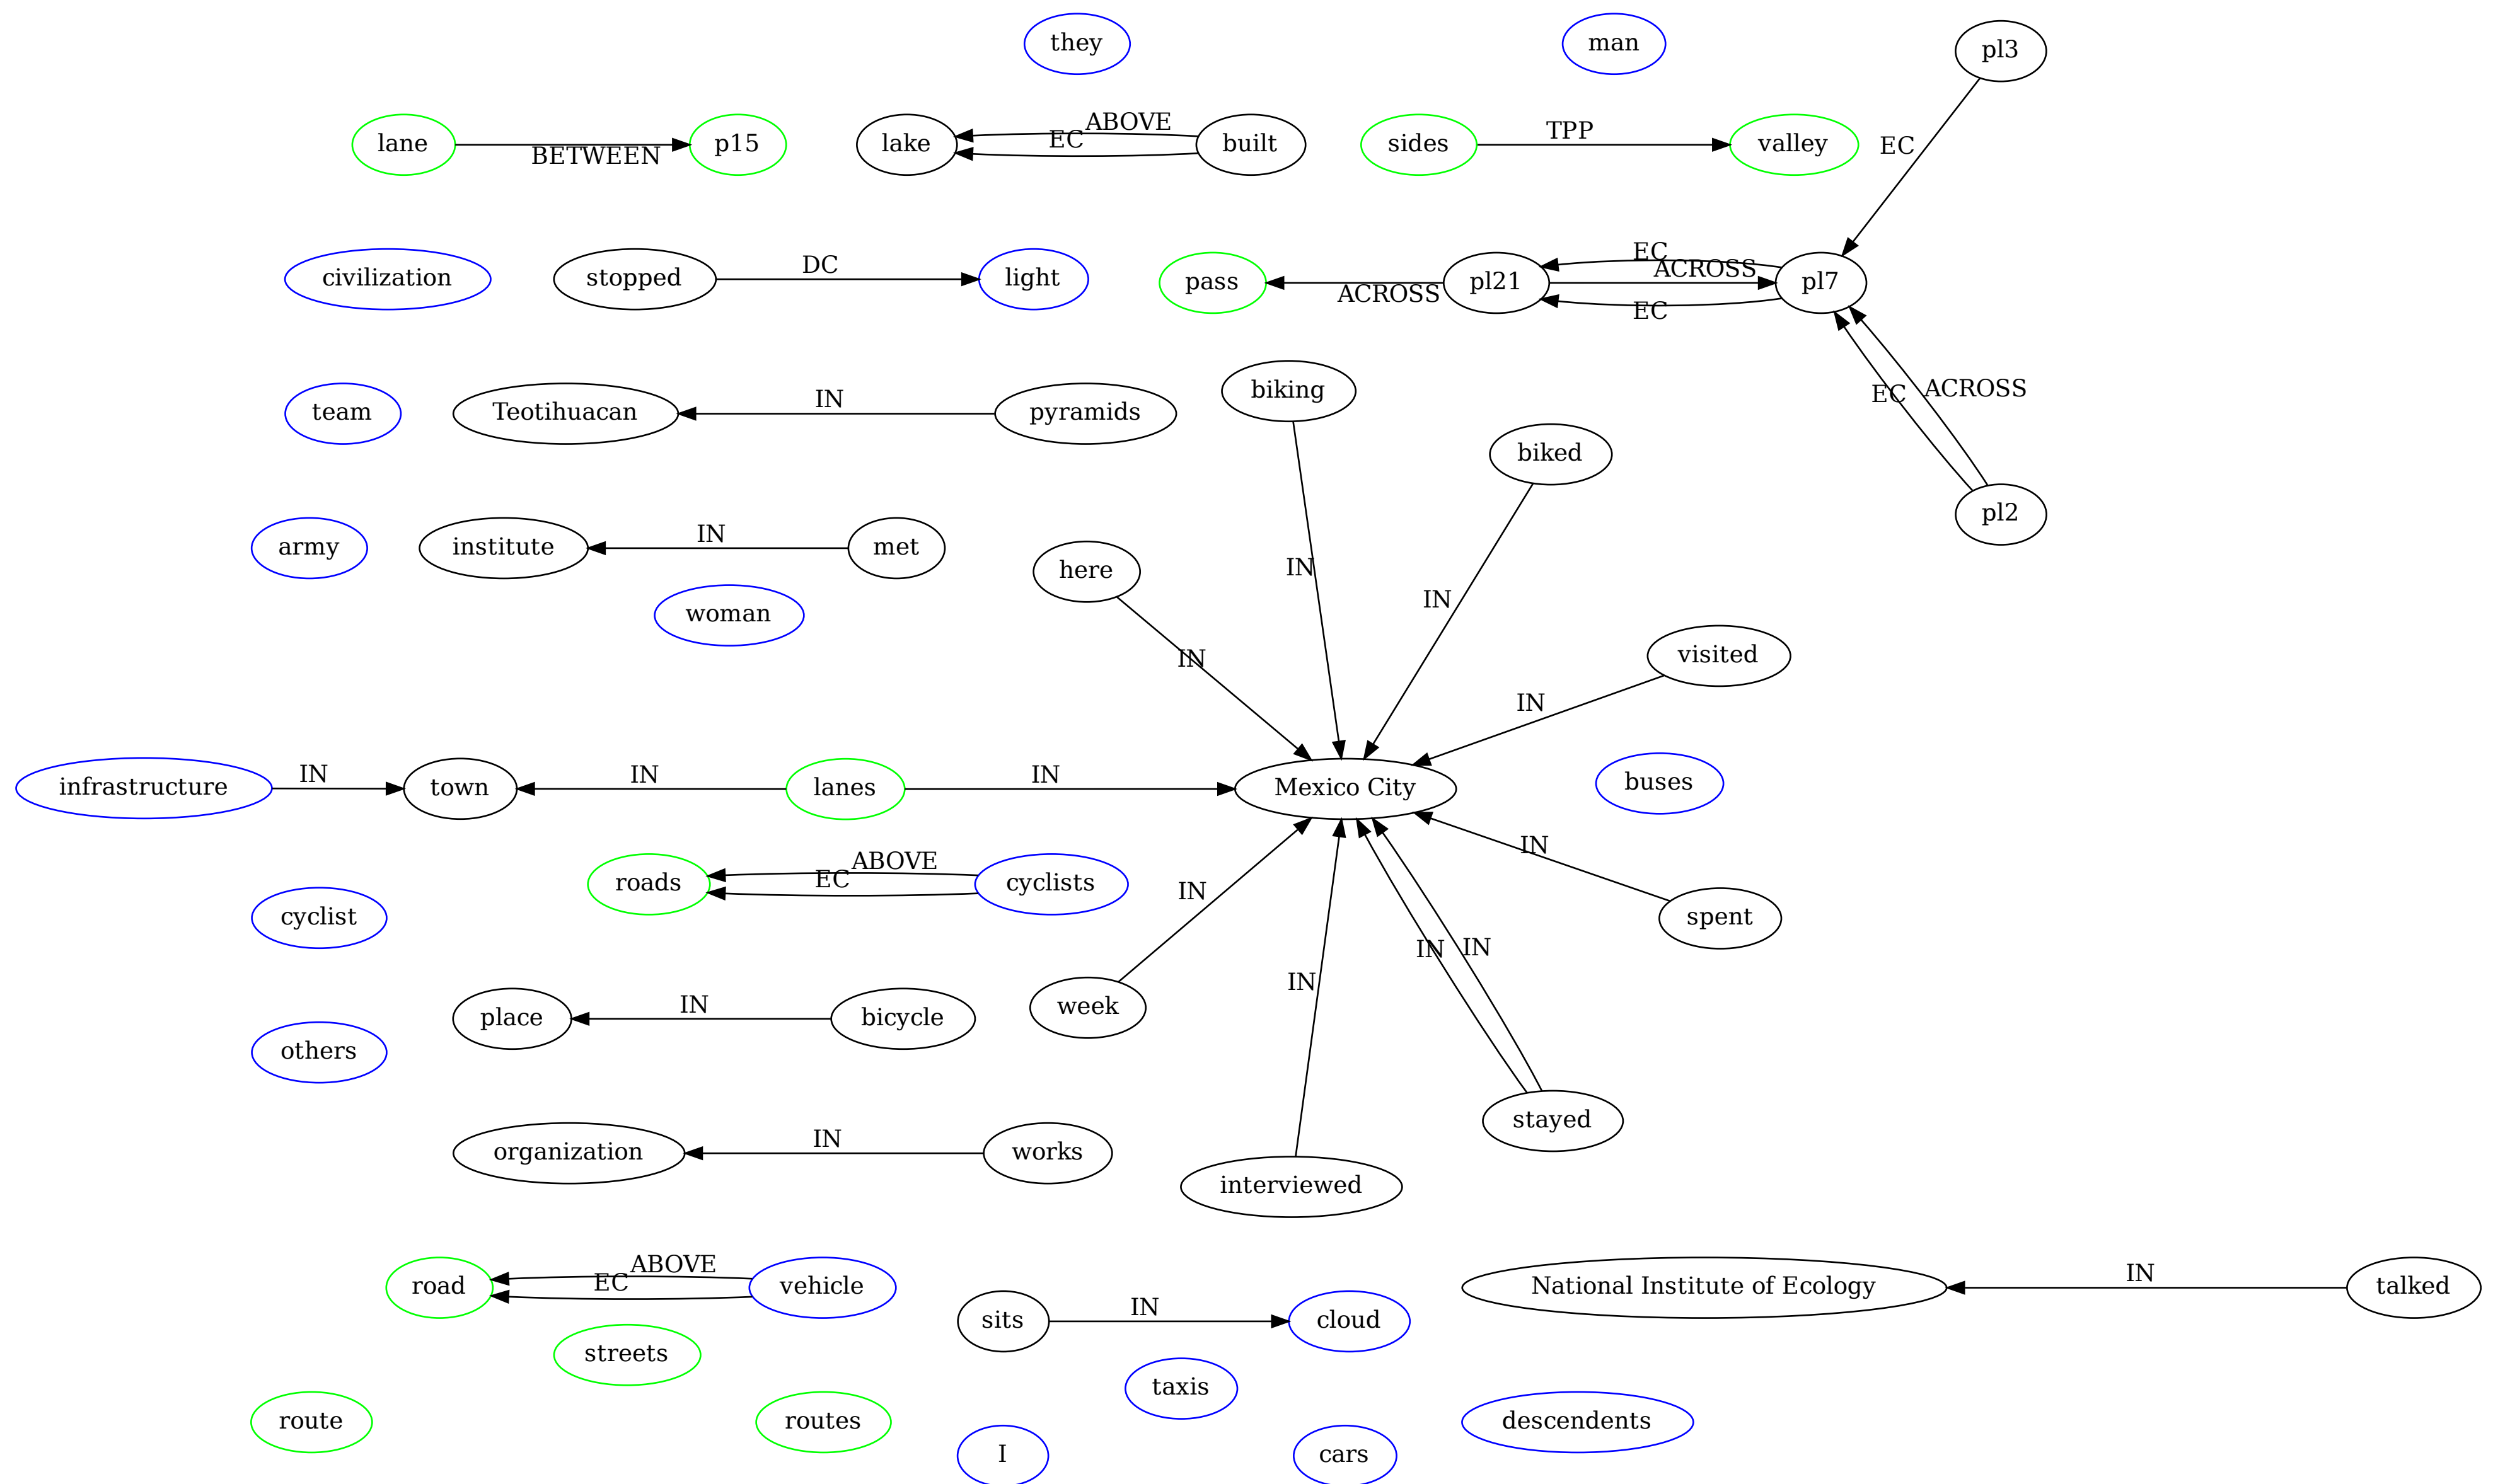 they
man
pl3
lane
BETWEEN
p15
lake
ABOVE
EC
built
sides
TPP
valley
EC
civilization
stopped
DC
light
pass
ACROSS
pl21
EC
ACROSS
EC
pl7
team
Teotihuacan
IN
pyramids
biking
EC
ACROSS
biked
pl2
army
institute
IN
met
here
IN
IN
woman
IN
visited
IN
infrastructure
IN
town
IN
lanes
IN
Mexico City
buses
roads
ABOVE
EC
cyclists
IN
IN
cyclist
spent
IN
IN
IN
place
IN
bicycle
week
others
stayed
organization
IN
works
interviewed
road
ABOVE
EC
vehicle
sits
IN
cloud
National Institute of Ecology
IN
talked
streets
taxis
route
routes
I
cars
descendents